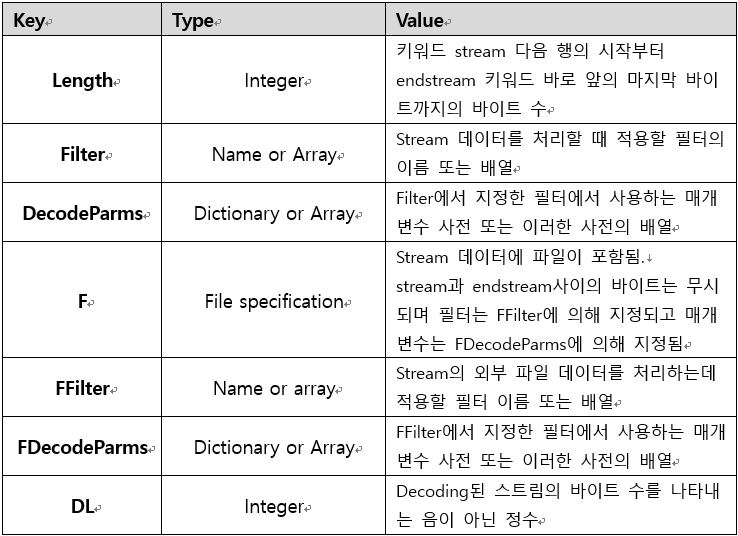 Key Type Value
키워드 stream 다음 행의 시작부터
endstream 키워드 바로 앞의 마지막 바이
트까지의 바이트 수
Length Integer
Stream 데이터를 처리할 때 적용할 필터의
이름 또는 배열
Filter Name or Array
Filter에서 지정한 필터에서 사용하는 매개
변수 사전 또는 이러한 사전의 배열
DecodeParms Dictionary or Array
Stream 데이터에 파일이 포함됨.
stream과 endstream사이의 바이트는 무시
되며 필터는 FFilter에 의해 지정되고 매개
변수는 FDecodeParms에 의해 지정됨
F File specification
Stream의 외부 파일 데이터를 처리하는데
적용할 필터 이름 또는 배열
FFilter Name or array
FFilter에서 지정한 필터에서 사용하는 매개
변수 사전 또는 이러한 사전의 배열
FDecodeParms Dictionary or Array
Decoding된 스트림의 바이트 수를 나타내
는 음이 아닌 정수
DL Integer